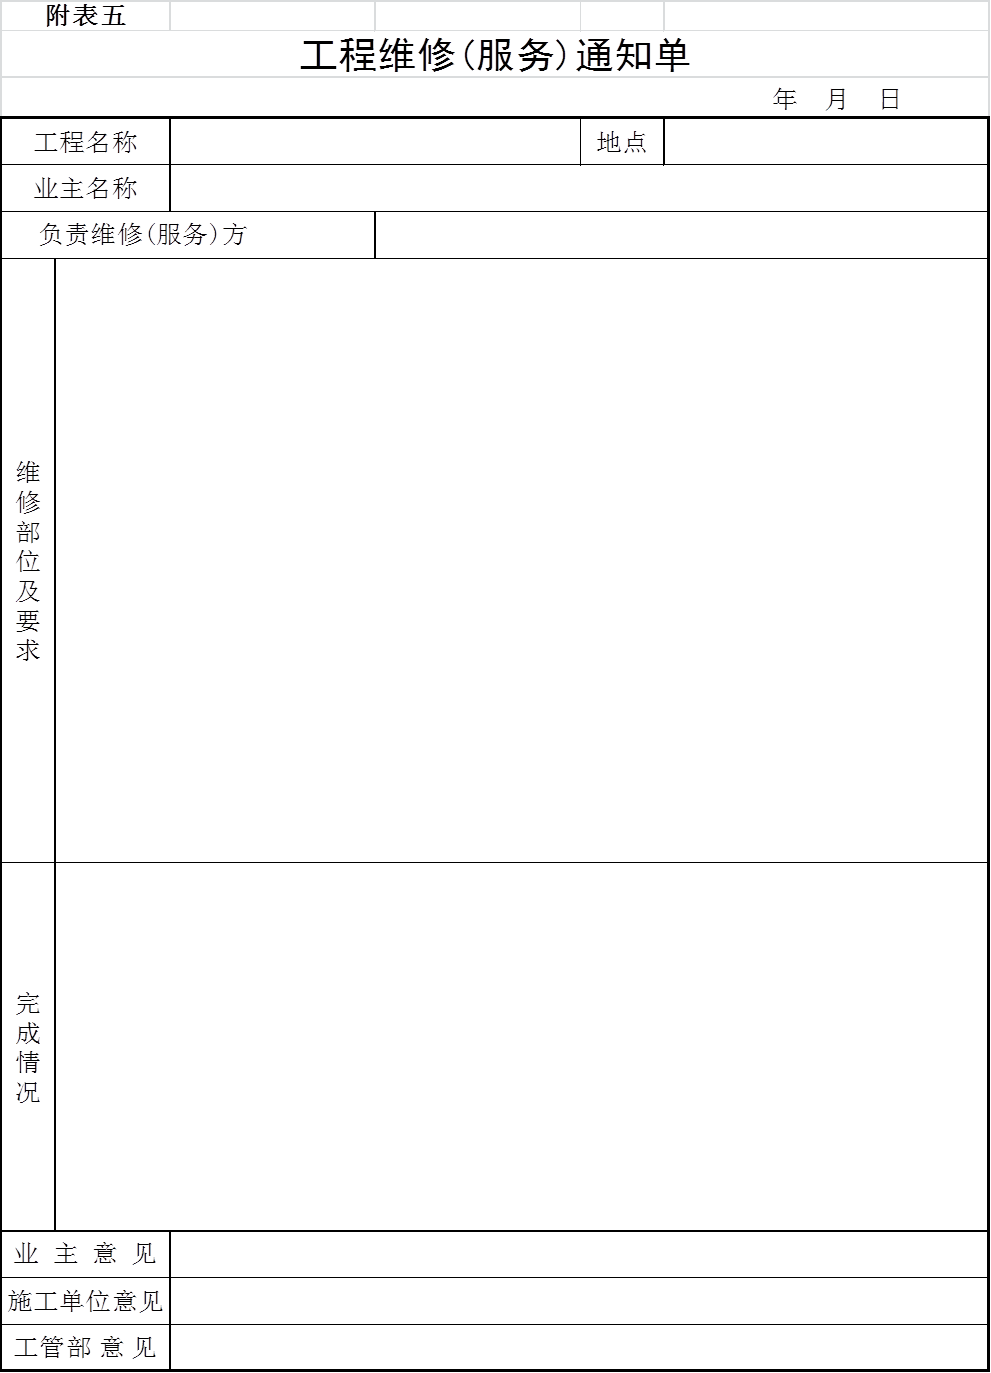 附表五
工程维修(服务)通知单
年 月 日
工程名称 地点
业主名称
负责维修(服务)方
维修部位及要求
完成情况
业主意见
施工单位意见
工管部意见